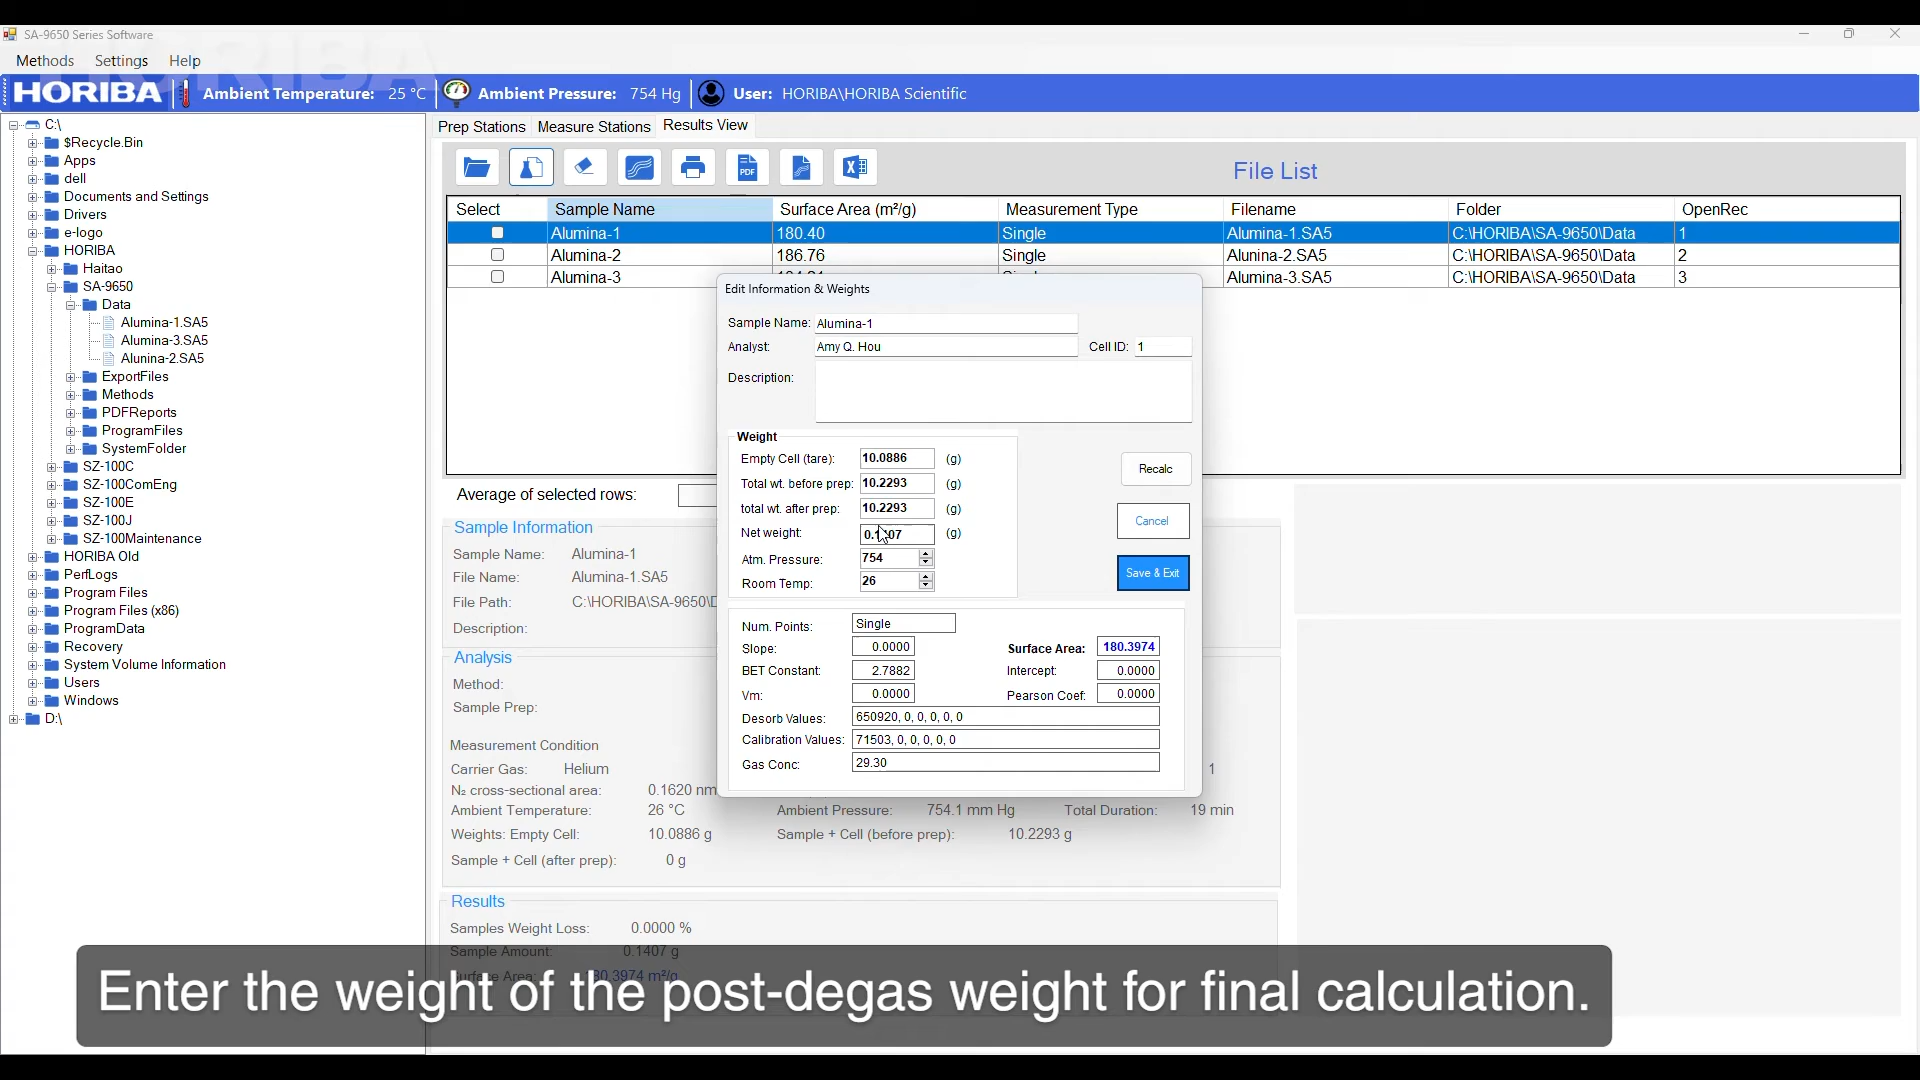 SA-9650 Series Software
Methods Settings Help
HORIBA Ambient Temperature: 25 °C Ambient Pressure: 754 Hg User: HORIBA\HORIBA Scientific
C:\
$Recycle.Bin
Apps
dell
Documents and Settings
Drivers
e-logo
HORIBA
Haitao
SA-9650
Data
Alumina-1.SA5
Alumina-3.SA5
Alunina-2.SA5
ExportFiles
Methods
PDFReports
ProgramFiles
SystemFolder
SZ-100C
SZ-100ComEng
SZ-100E
SZ-100J
SZ-100Maintenance
HORIBA Old
PerfLogs
Program Files
Program Files (x86)
ProgramData
Recovery
System Volume Information
Users
Windows
D:\
Prep Stations Measure Stations Results View
PDF
File List
Select Sample Name Surface Area (m²/g) Measurement Type Filename Folder OpenRec
Alumina-1 180.40 Single Alumina-1.SA5 C:\HORIBA\SA-9650\Data 1
Alumina-2 186.76 Single Alunina-2.SA5 C:\HORIBA\SA-9650\Data 2
Alumina-3 Alumina-3.SA5 C:\HORIBA\SA-9650\Data 3
Average of selected rows:
Sample Information
Sample Name: Alumina-1
File Name: Alumina-1.SA5
File Path: C:\HORIBA\SA-9650\D
Description:
Analysis
Method:
Sample Prep:
Measurement Condition
Carrier Gas: Helium 1
N₂ cross-sectional area: 0.1620 nm
Ambient Temperature: 26 °C Ambient Pressure: 754.1 mm Hg Total Duration: 19 min
Weights: Empty Cell: 10.0886 g Sample + Cell (before prep): 10.2293 g
Sample + Cell (after prep): 0 g
Results
Samples Weight Loss: 0.0000 %
Sample Amount: 0.1407 g
Surface Area: 180.3974 m²/g
Edit Information & Weights
Sample Name: Alumina-1
Analyst: Amy Q. Hou Cell ID: 1
Description:
Weight
Empty Cell (tare): 10.0886 (g)
Total wt. before prep: 10.2293 (g)
total wt. after prep: 10.2293 (g)
Net weight: (g)
Atm. Pressure: 754
Room Temp: 26
Recalc
Cancel
Save & Exit
Num. Points: Single
Slope: 0.0000 Surface Area: 180.3974
BET Constant: 2.7882 Intercept: 0.0000
Vm: 0.0000 Pearson Coef: 0.0000
Desorb Values: 650920, 0, 0, 0, 0, 0
Calibration Values: 71503, 0, 0, 0, 0, 0
Gas Conc: 29.30
Enter the weight of the post-degas weight for final calculation.